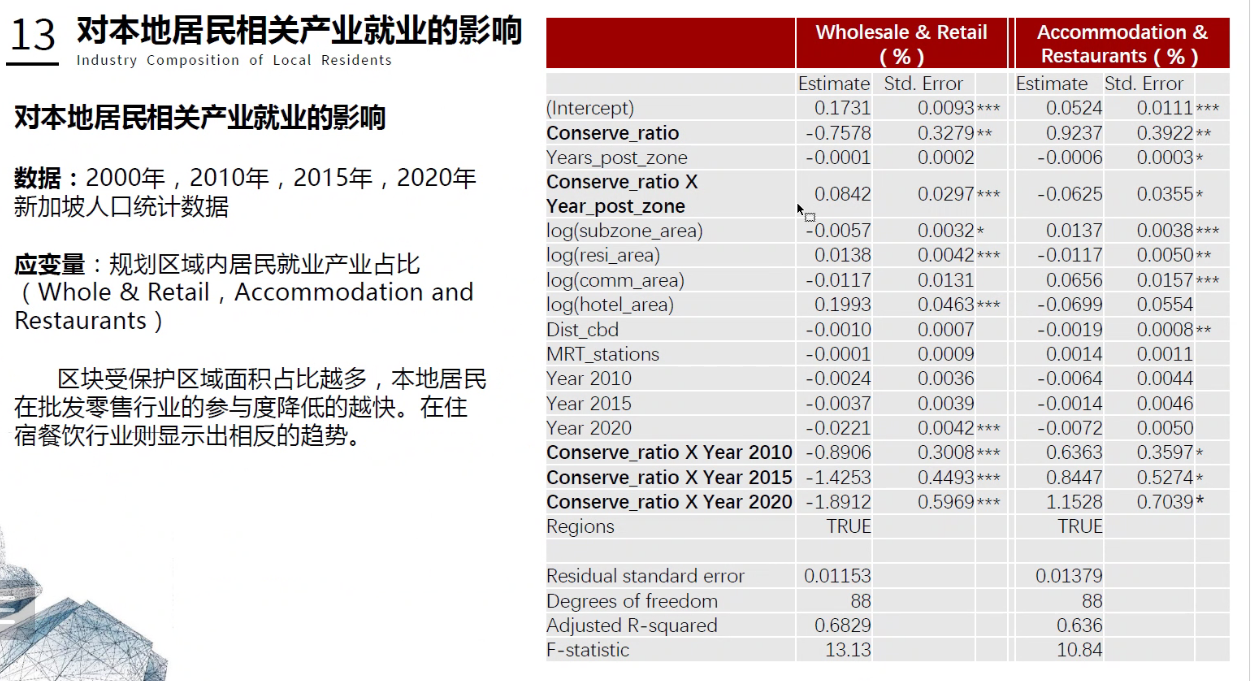 13
对本地居民相关产业就业的影响
Industry Composition of Local Residents
对本地居民相关产业就业的影响
数据：2000年，2010年，2015年，2020年
新加坡人口统计数据
应变量：规划区域内居民就业产业占比
（Whole & Retail，Accommodation and
Restaurants）
区块受保护区域面积占比越多，本地居民
在批发零售行业的参与度降低的越快。在住
宿餐饮行业则显示出相反的趋势。
Wholesale & Retail
( % )
Accommodation &
Restaurants ( % )
Estimate Std. Error Estimate Std. Error
(Intercept) 0.1731 0.0093 *** 0.0524 0.0111 ***
Conserve_ratio -0.7578 0.3279 ** 0.9237 0.3922 **
Years_post_zone -0.0001 0.0002 -0.0006 0.0003 *
Conserve_ratio X
Year_post_zone 0.0842 0.0297 *** -0.0625 0.0355 *
log(subzone_area) -0.0057 0.0032 * 0.0137 0.0038 ***
log(resi_area) 0.0138 0.0042 *** -0.0117 0.0050 **
log(comm_area) -0.0117 0.0131 0.0656 0.0157 ***
log(hotel_area) 0.1993 0.0463 *** -0.0699 0.0554
Dist_cbd -0.0010 0.0007 -0.0019 0.0008 **
MRT_stations -0.0001 0.0009 0.0014 0.0011
Year 2010 -0.0024 0.0036 -0.0064 0.0044
Year 2015 -0.0037 0.0039 -0.0014 0.0046
Year 2020 -0.0221 0.0042 *** -0.0072 0.0050
Conserve_ratio X Year 2010 -0.8906 0.3008 *** 0.6363 0.3597 *
Conserve_ratio X Year 2015 -1.4253 0.4493 *** 0.8447 0.5274 *
Conserve_ratio X Year 2020 -1.8912 0.5969 *** 1.1528 0.7039 *
Regions TRUE TRUE
Residual standard error 0.01153 0.01379
Degrees of freedom 88 88
Adjusted R-squared 0.6829 0.636
F-statistic 13.13 10.84